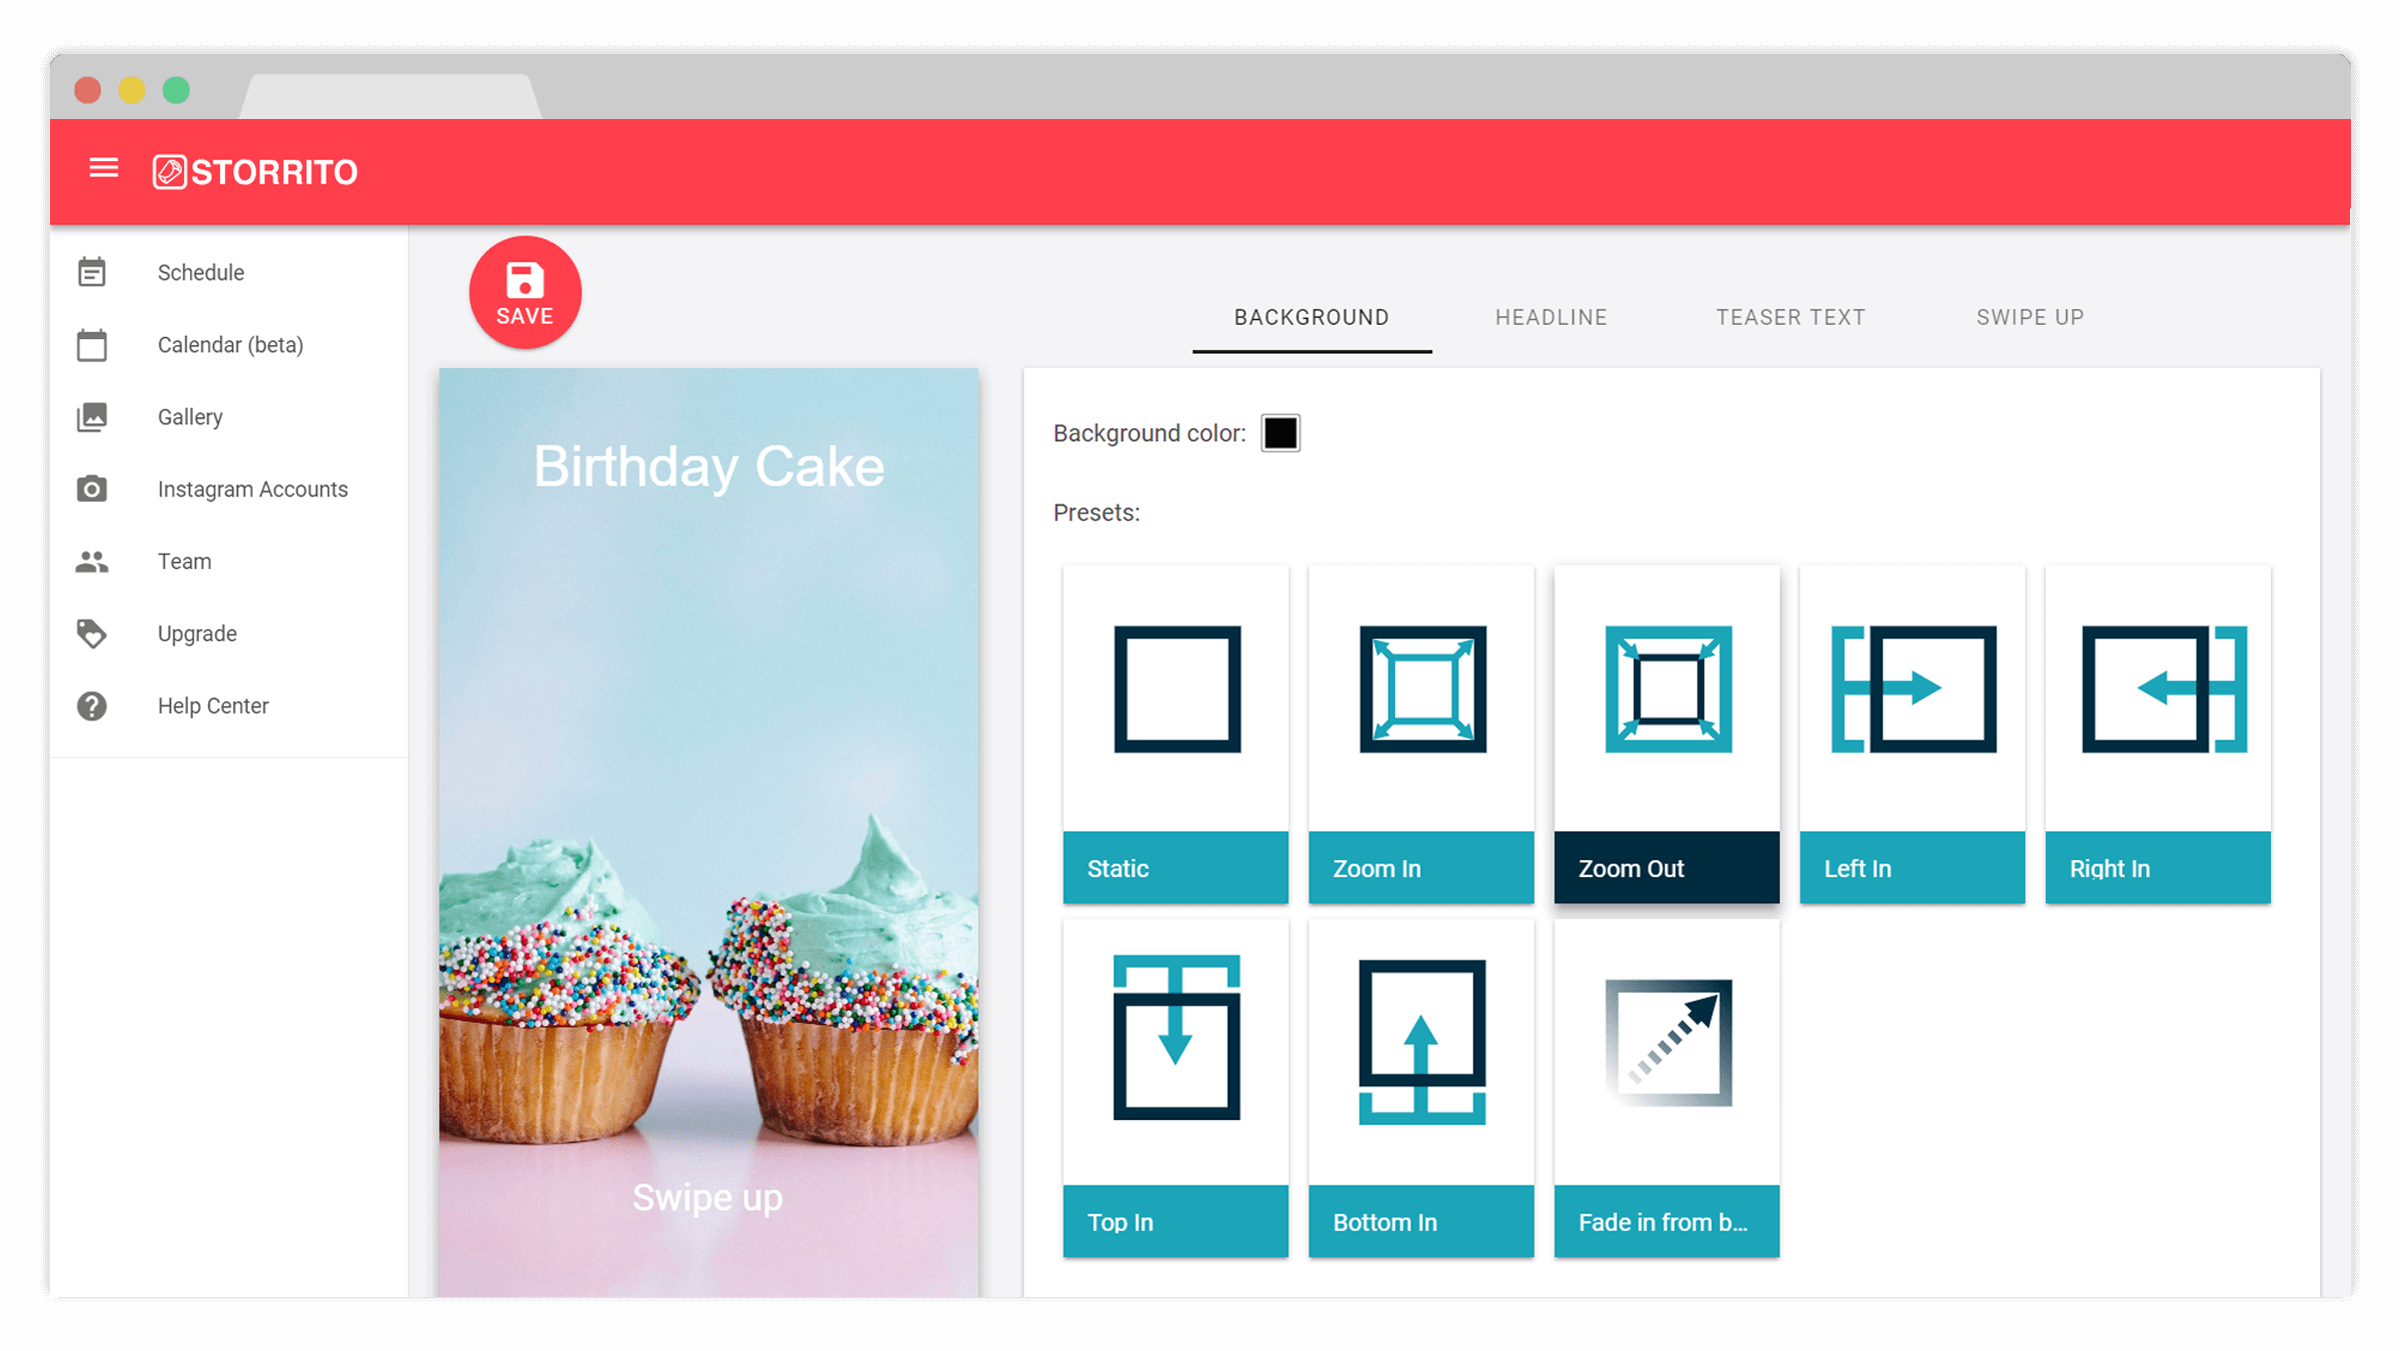 STORRITO
Schedule
Calendar (beta)
Gallery
Instagram Accounts
Team
Upgrade
Help Center
SAVE
Birthday Cake
Swipe up
BACKGROUND HEADLINE TEASER TEXT SWIPE UP
Background color:
Presets:
Static Zoom In Zoom Out Left In Right In
Top In Bottom In Fade in from b...